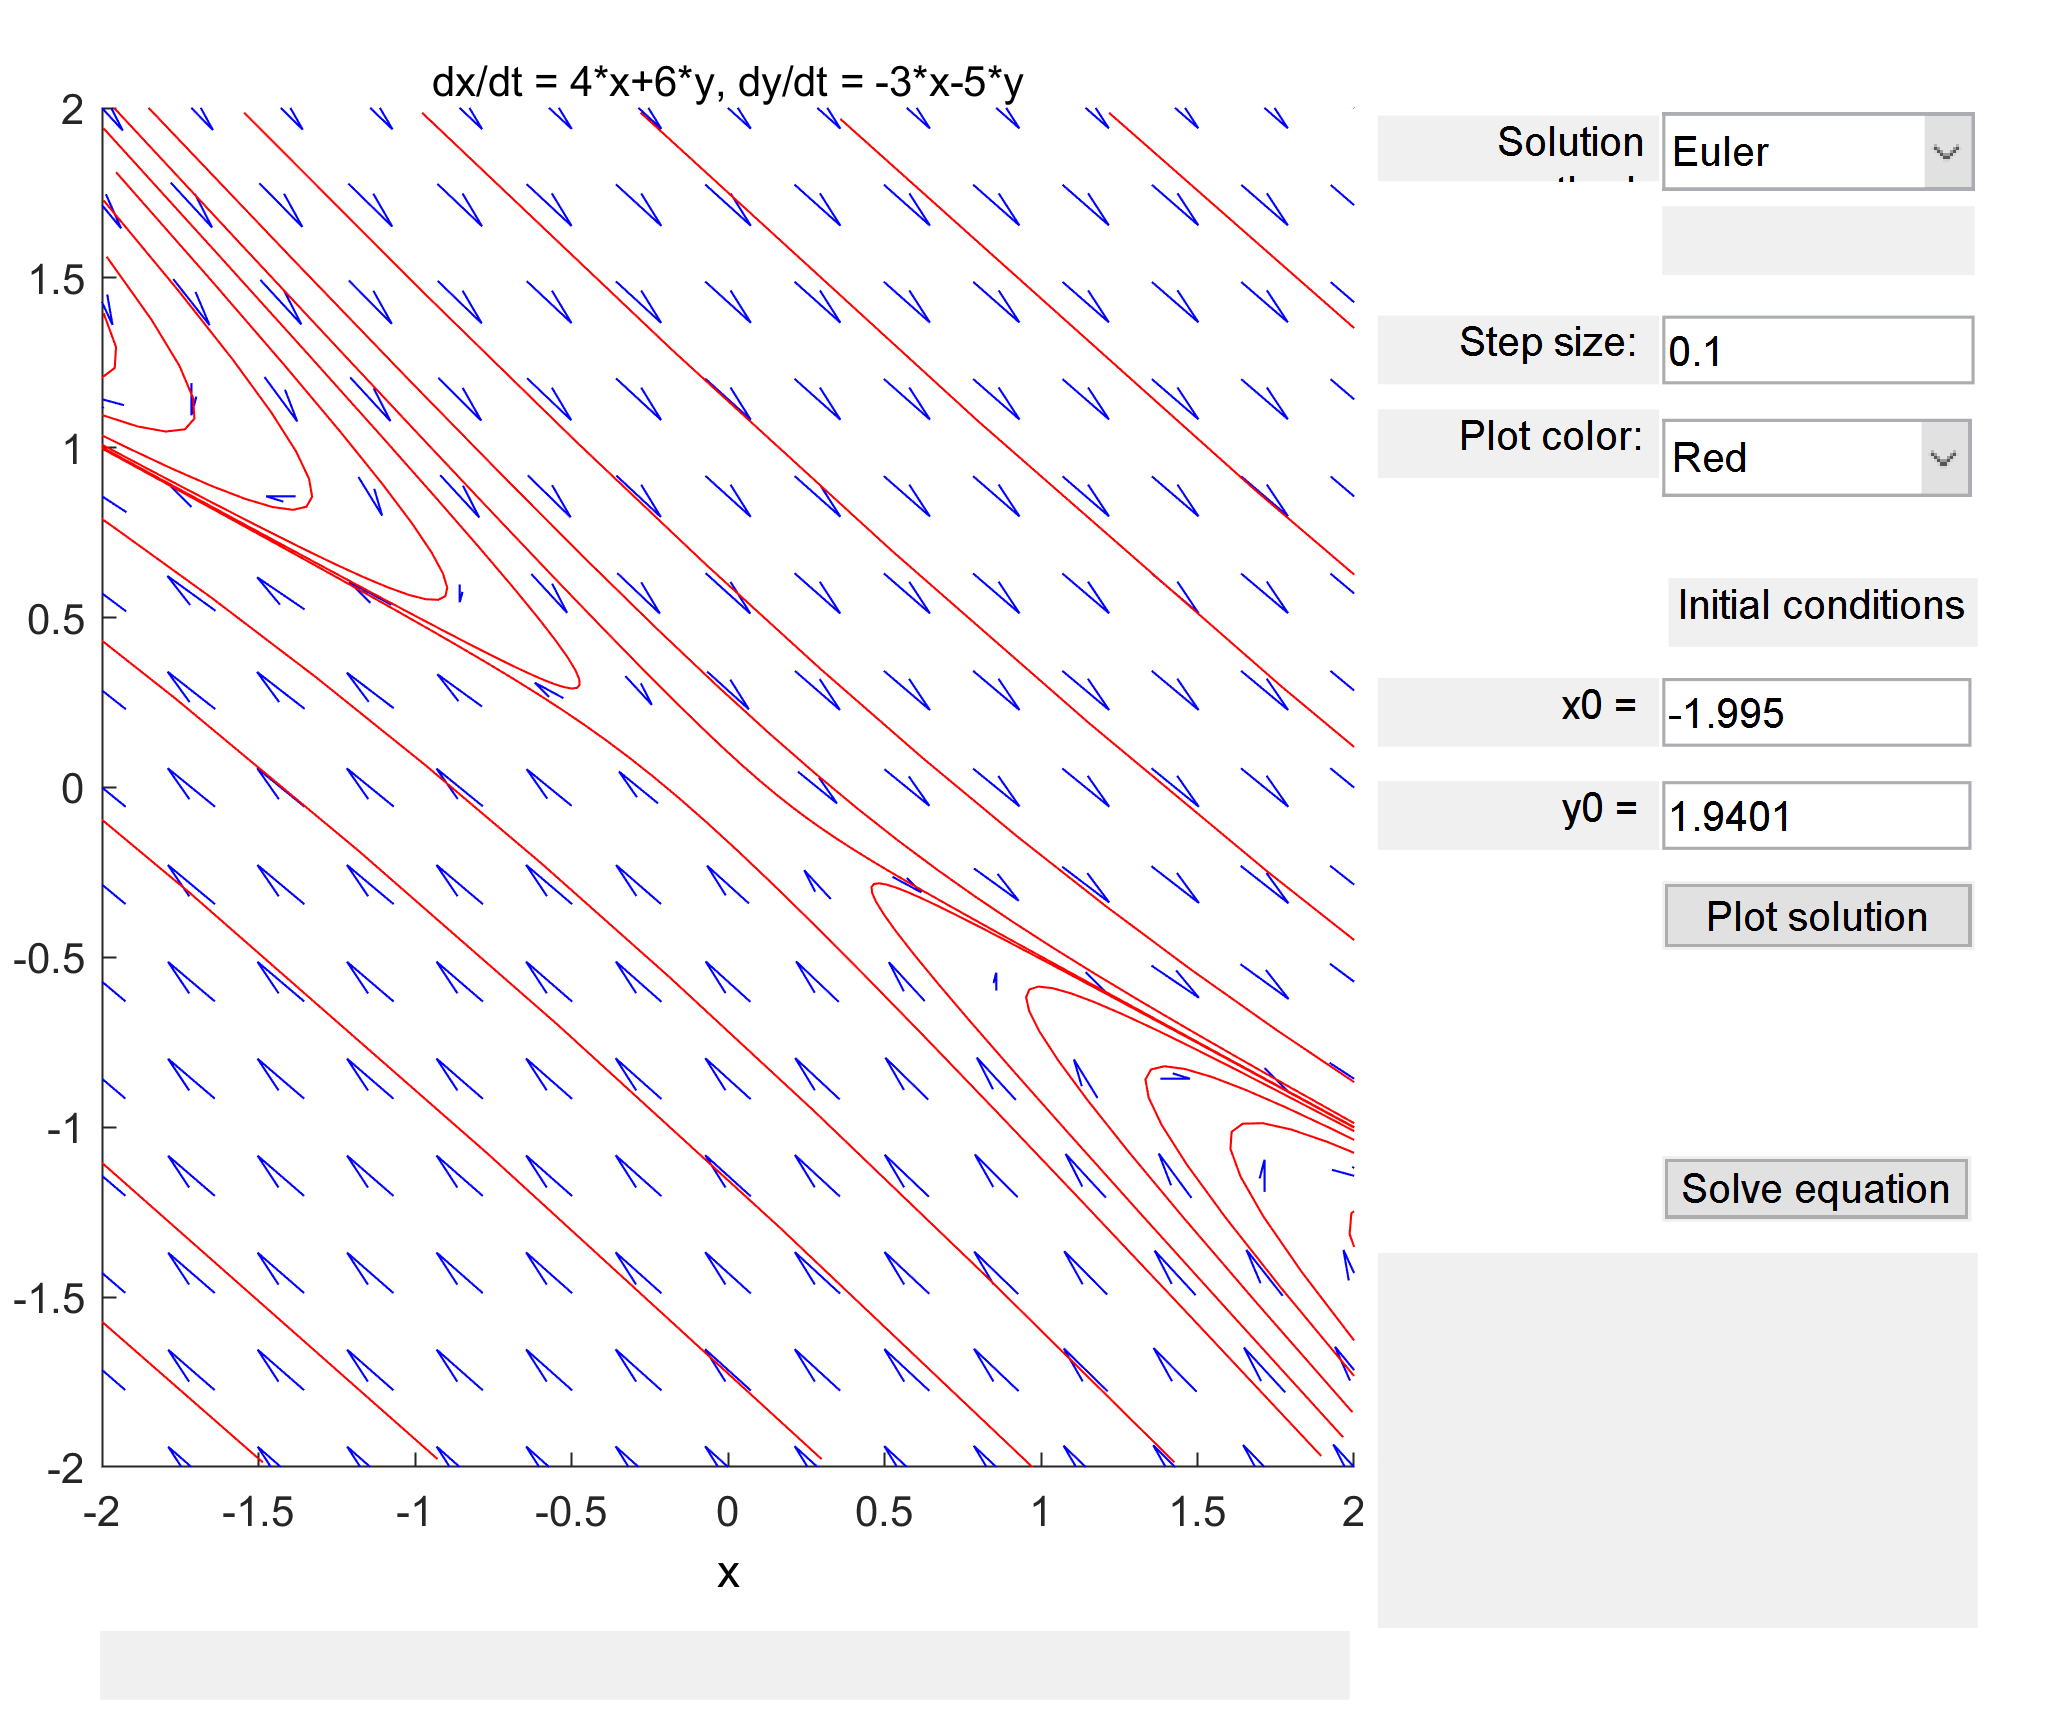 dx/dt = 4*x+6*y, dy/dt = -3*x-5*y
2
1.5
1
0.5
0
-0.5
-1
-1.5
-2
-2 -1.5 -1 -0.5 0 0.5 1 1.5 2
x
Solution
Euler
Step size:
0.1
Plot color:
Red
Initial conditions
x0 =
-1.995
y0 =
1.9401
Plot solution
Solve equation